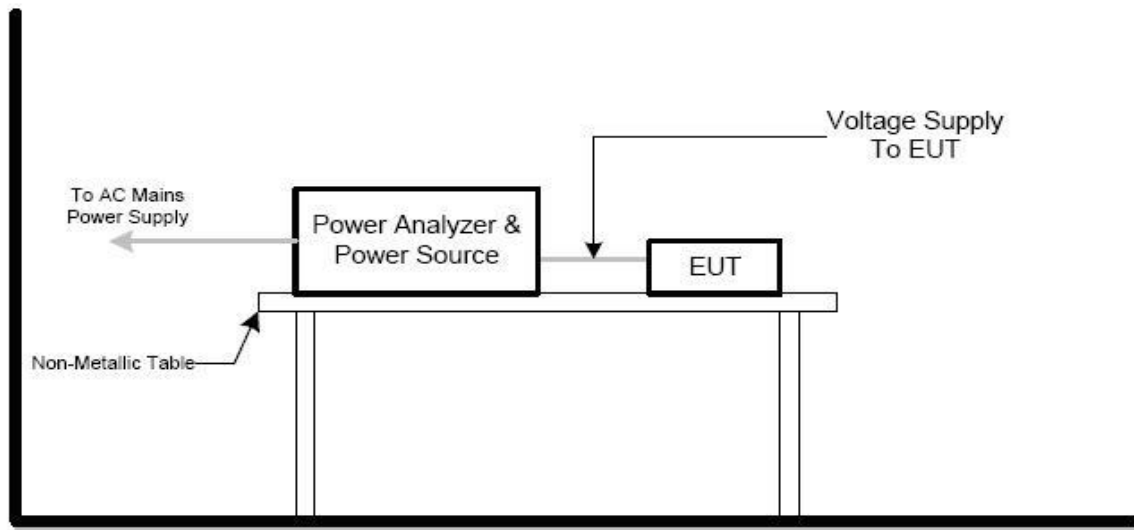 Voltage Supply
To EUT
To AC Mains
Power Supply
Power Analyzer &
Power Source
EUT
Non-Metallic Table